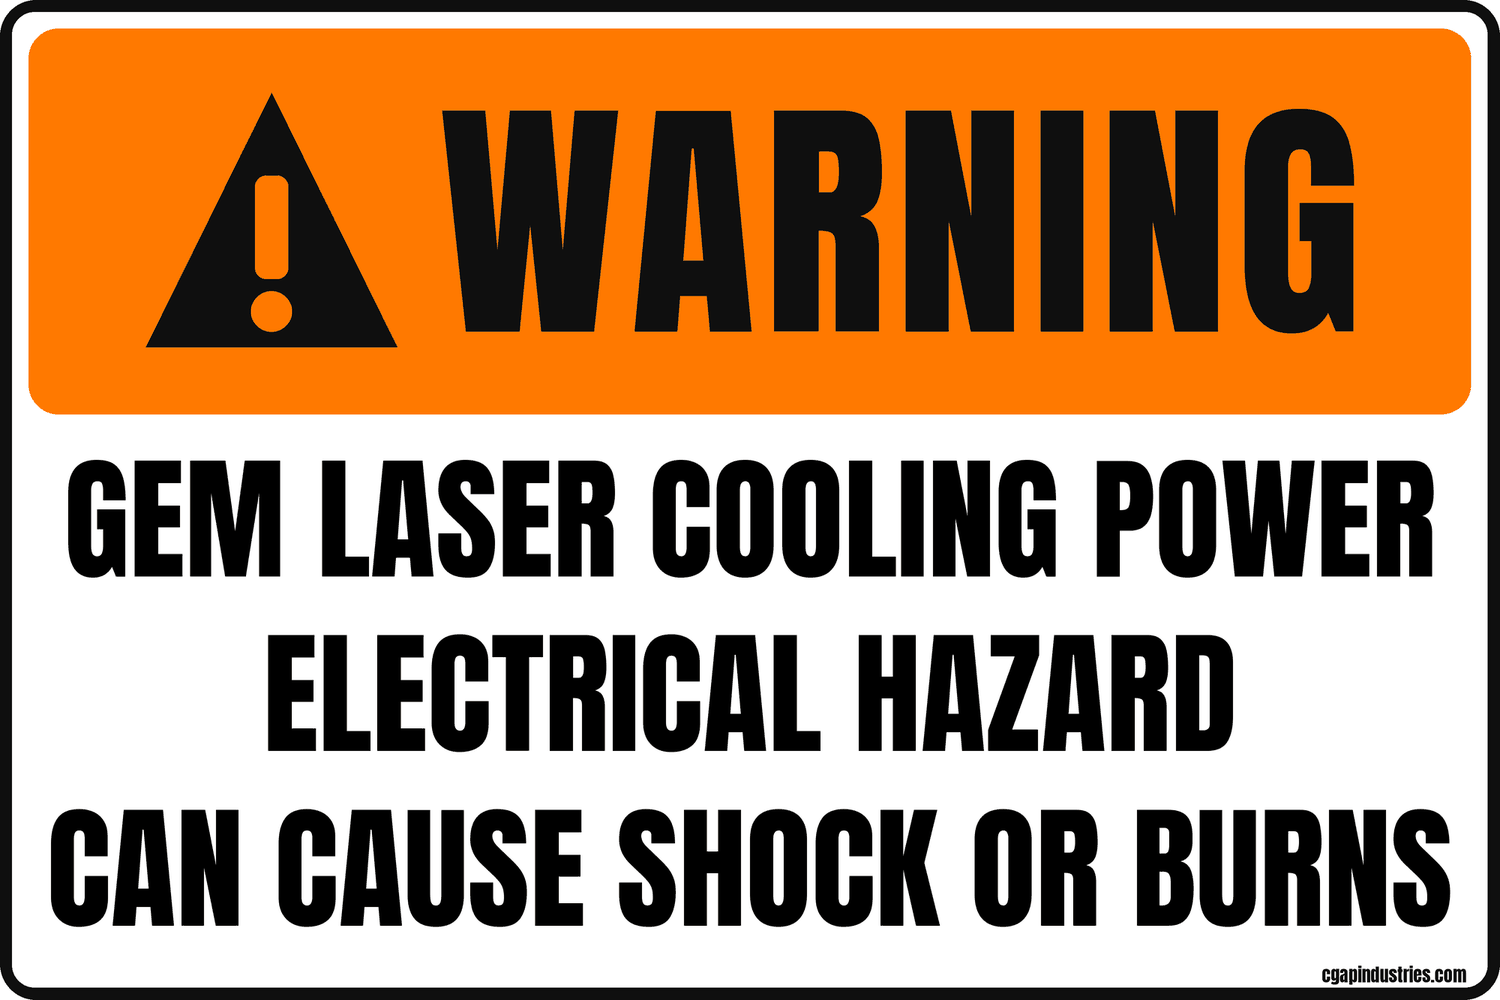 WARNING
GEM LASER COOLING POWER
ELECTRICAL HAZARD
CAN CAUSE SHOCK OR BURNS
cgapindustries.com